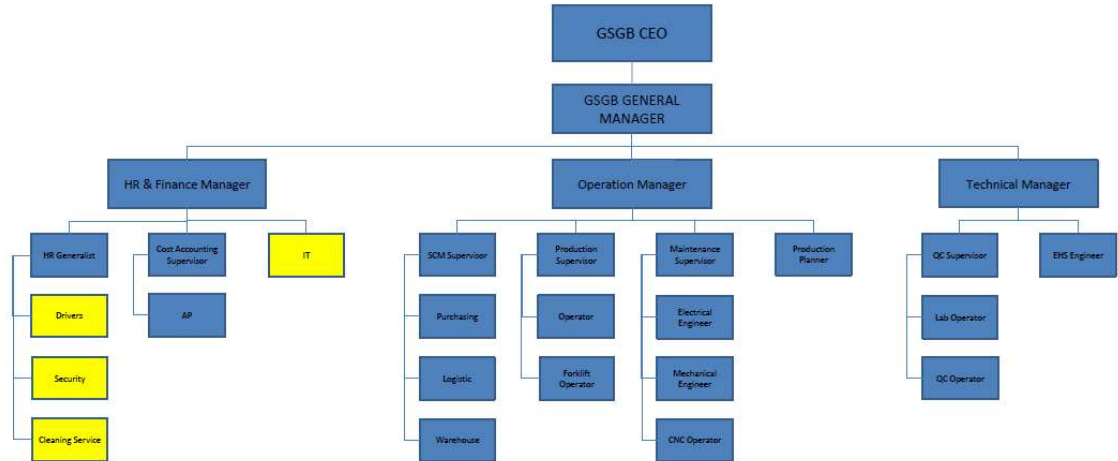 GSGB CEO
GSGB GENERAL
MANAGER
HR & Finance Manager
Operation Manager
Technical Manager
HR Generalist
Cost Accounting
Supervisor
IT
SCM Supervisor
Production
Supervisor
Maintenance
Supervisor
Production
Planner
QC Supervisor
EHS Engineer
Drivers
AP
Purchasing
Operator
Electrical
Engineer
Lab Operator
Security
Logistic
Forklift
Operator
Mechanical
Engineer
QC Operator
Cleaning Service
Warehouse
CNC Operator